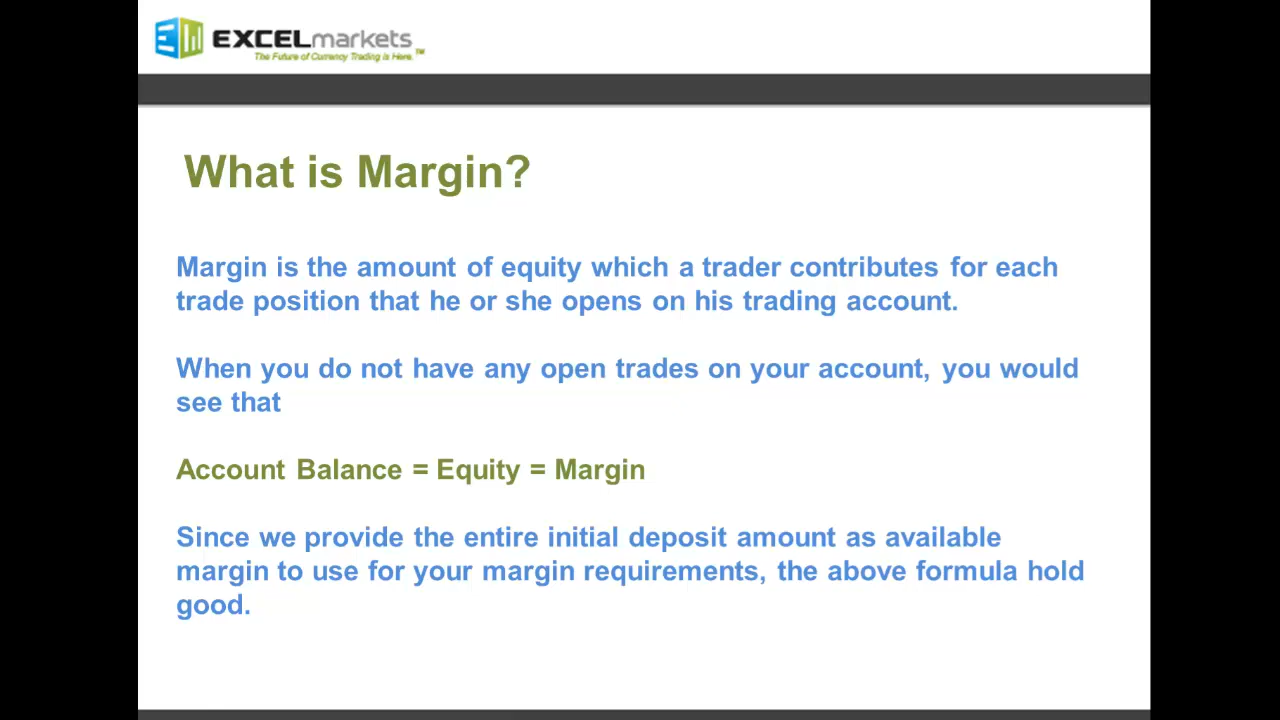 EXCELmarkets
The Future of Currency Trading is Here.™
What is Margin?
Margin is the amount of equity which a trader contributes for each
trade position that he or she opens on his trading account.
When you do not have any open trades on your account, you would
see that
Account Balance = Equity = Margin
Since we provide the entire initial deposit amount as available
margin to use for your margin requirements, the above formula hold
good.